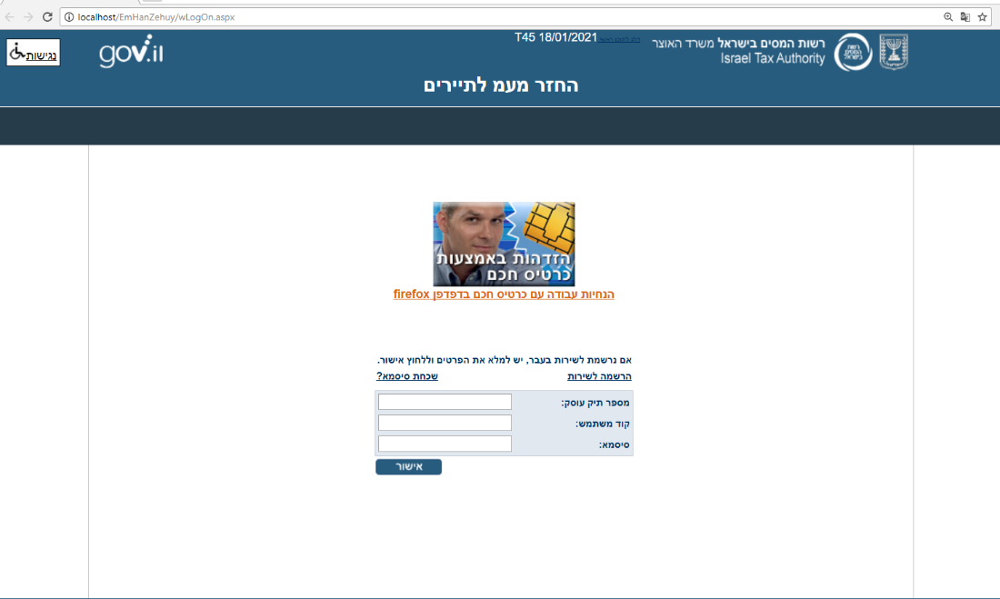 localhost/EmHanZehuy/wLogOn.aspx
נגישות
gov.il
T45 18/01/2021
רשות המסים בישראל משרד האוצר
Israel Tax Authority
החזר מעמ לתיירים
הזדהות באמצעות
כרטיס חכם
הנחיות עבודה עם כרטיס חכם בדפדפן firefox
אם נרשמת לשירות בעבר, יש למלא את הפרטים וללחוץ אישור.
הרשמה לשירות
שכחת סיסמא?
מספר תיק עוסק:
קוד משתמש:
סיסמא:
אישור